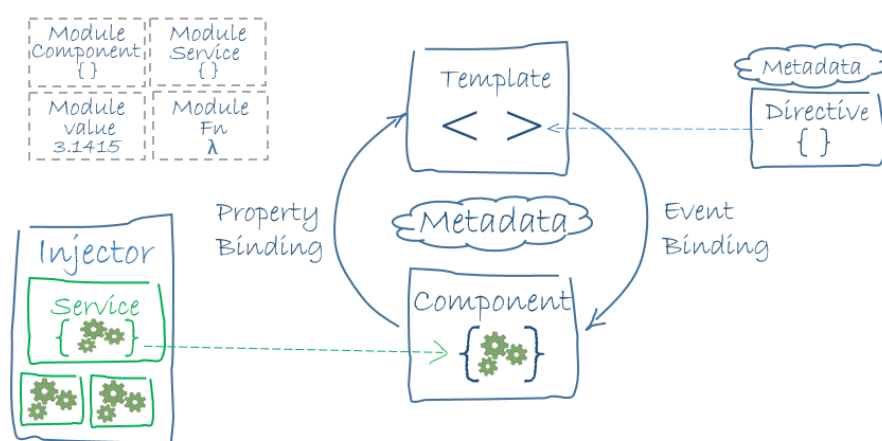 Module
Component
{ }
Module
Service
{ }
Module
value
3.1415
Module
Fn
λ
Template
< >
Metadata
Directive
{ }
Property
Binding
Metadata
Event
Binding
Injector
Service
{ }
Component
{ }